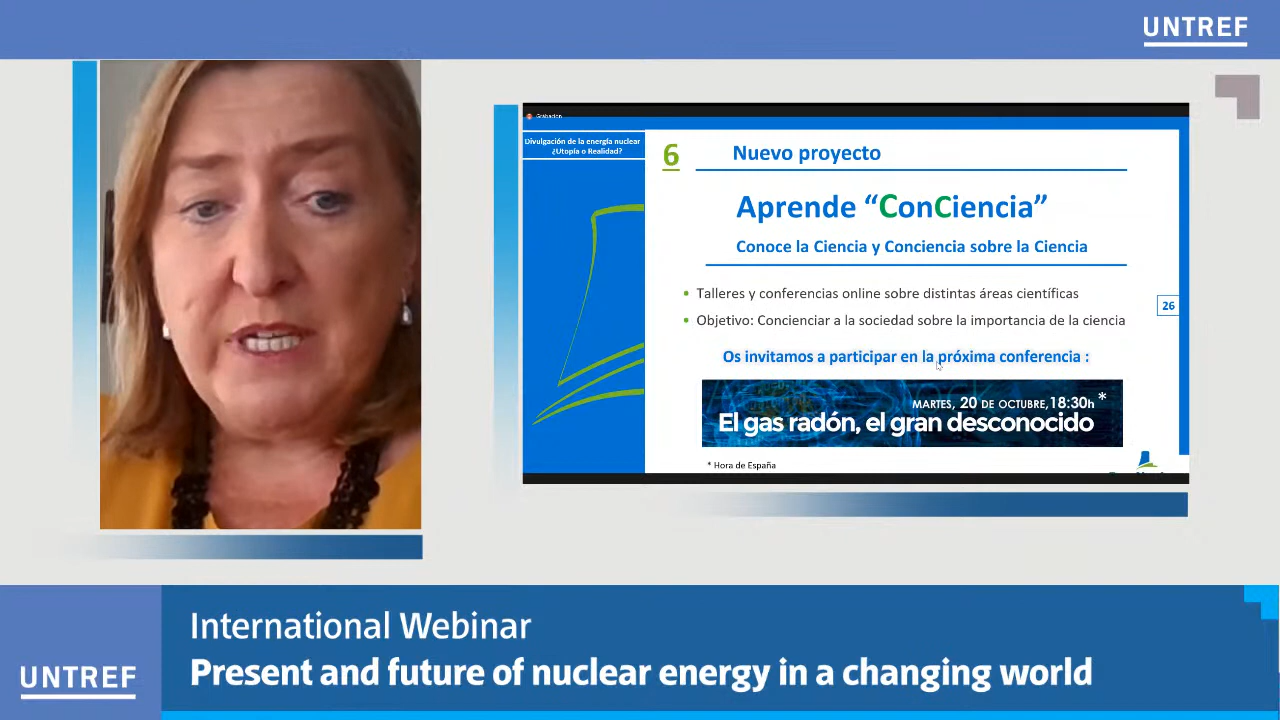 UNTREF
Grabación
Divulgación de la energía nuclear
¿Utopía o Realidad?
6
Nuevo proyecto
Aprende “ConCiencia”
Conoce la Ciencia y Conciencia sobre la Ciencia
• Talleres y conferencias online sobre distintas áreas científicas
• Objetivo: Concienciar a la sociedad sobre la importancia de la ciencia
26
Os invitamos a participar en la próxima conferencia :
MARTES, 20 DE OCTUBRE,18:30h *
El gas radón, el gran desconocido
* Hora de España
International Webinar
Present and future of nuclear energy in a changing world
UNTREF